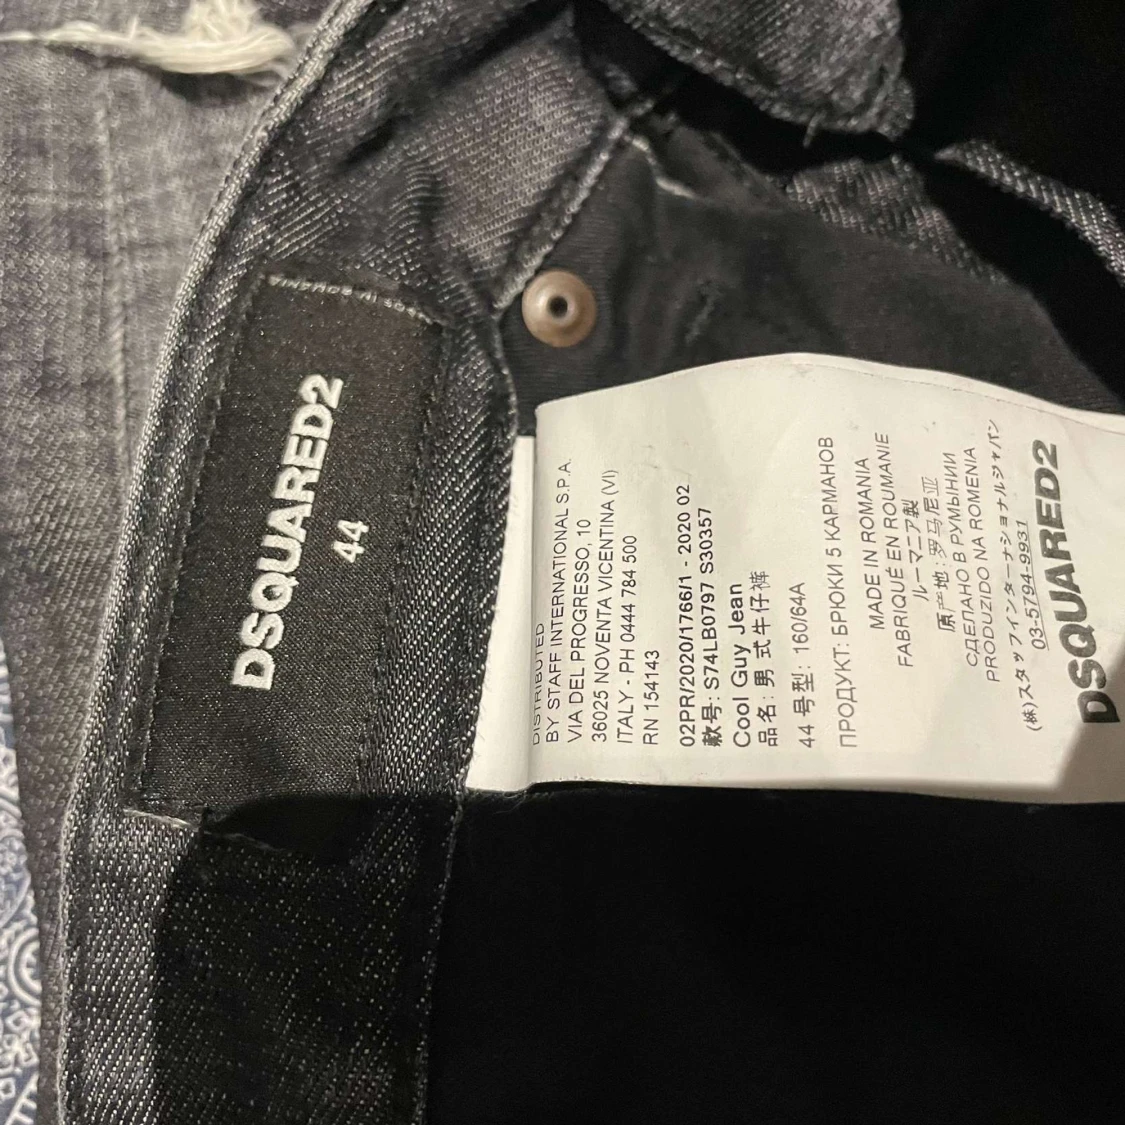 DSQUARED2
44
DISTRIBUTED
BY STAFF INTERNATIONAL S.P.A.
VIA DEL PROGRESSO, 10
36025 NOVENTA VICENTINA (VI)
ITALY - PH 0444 784 500
RN 154143
02PR/2020/1766/1 - 2020 02
款号: S74LB0797 S30357
Cool Guy Jean
品名: 男 式牛仔裤
44 号型: 160/64A
ПРОДУКТ: БРЮКИ 5 КАРМАНОВ
MADE IN ROMANIA
FABRIQUÉ EN ROUMANIE
ルーマニア製
原产地: 罗马尼亚
СДЕЛАНО В РУМЫНИИ
PRODUZIDO NA ROMENIA
(株)スタッフインターナショナルジャパン
03-5794-9931
DSQUARED2